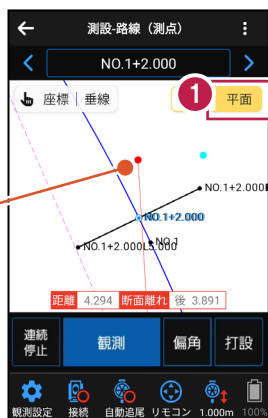 測設-路線（測点）
NO.1+2.000
座標 垂線
1
平面
NO.1+2.000
NO.1+2.000
NO.1
NO.1+2.000L5.000
距離 4.294 断面離れ 後 3.891
連続停止
観測
偏角
打設
観測設定 接続 自動追尾 リモコン 1.000m 100%